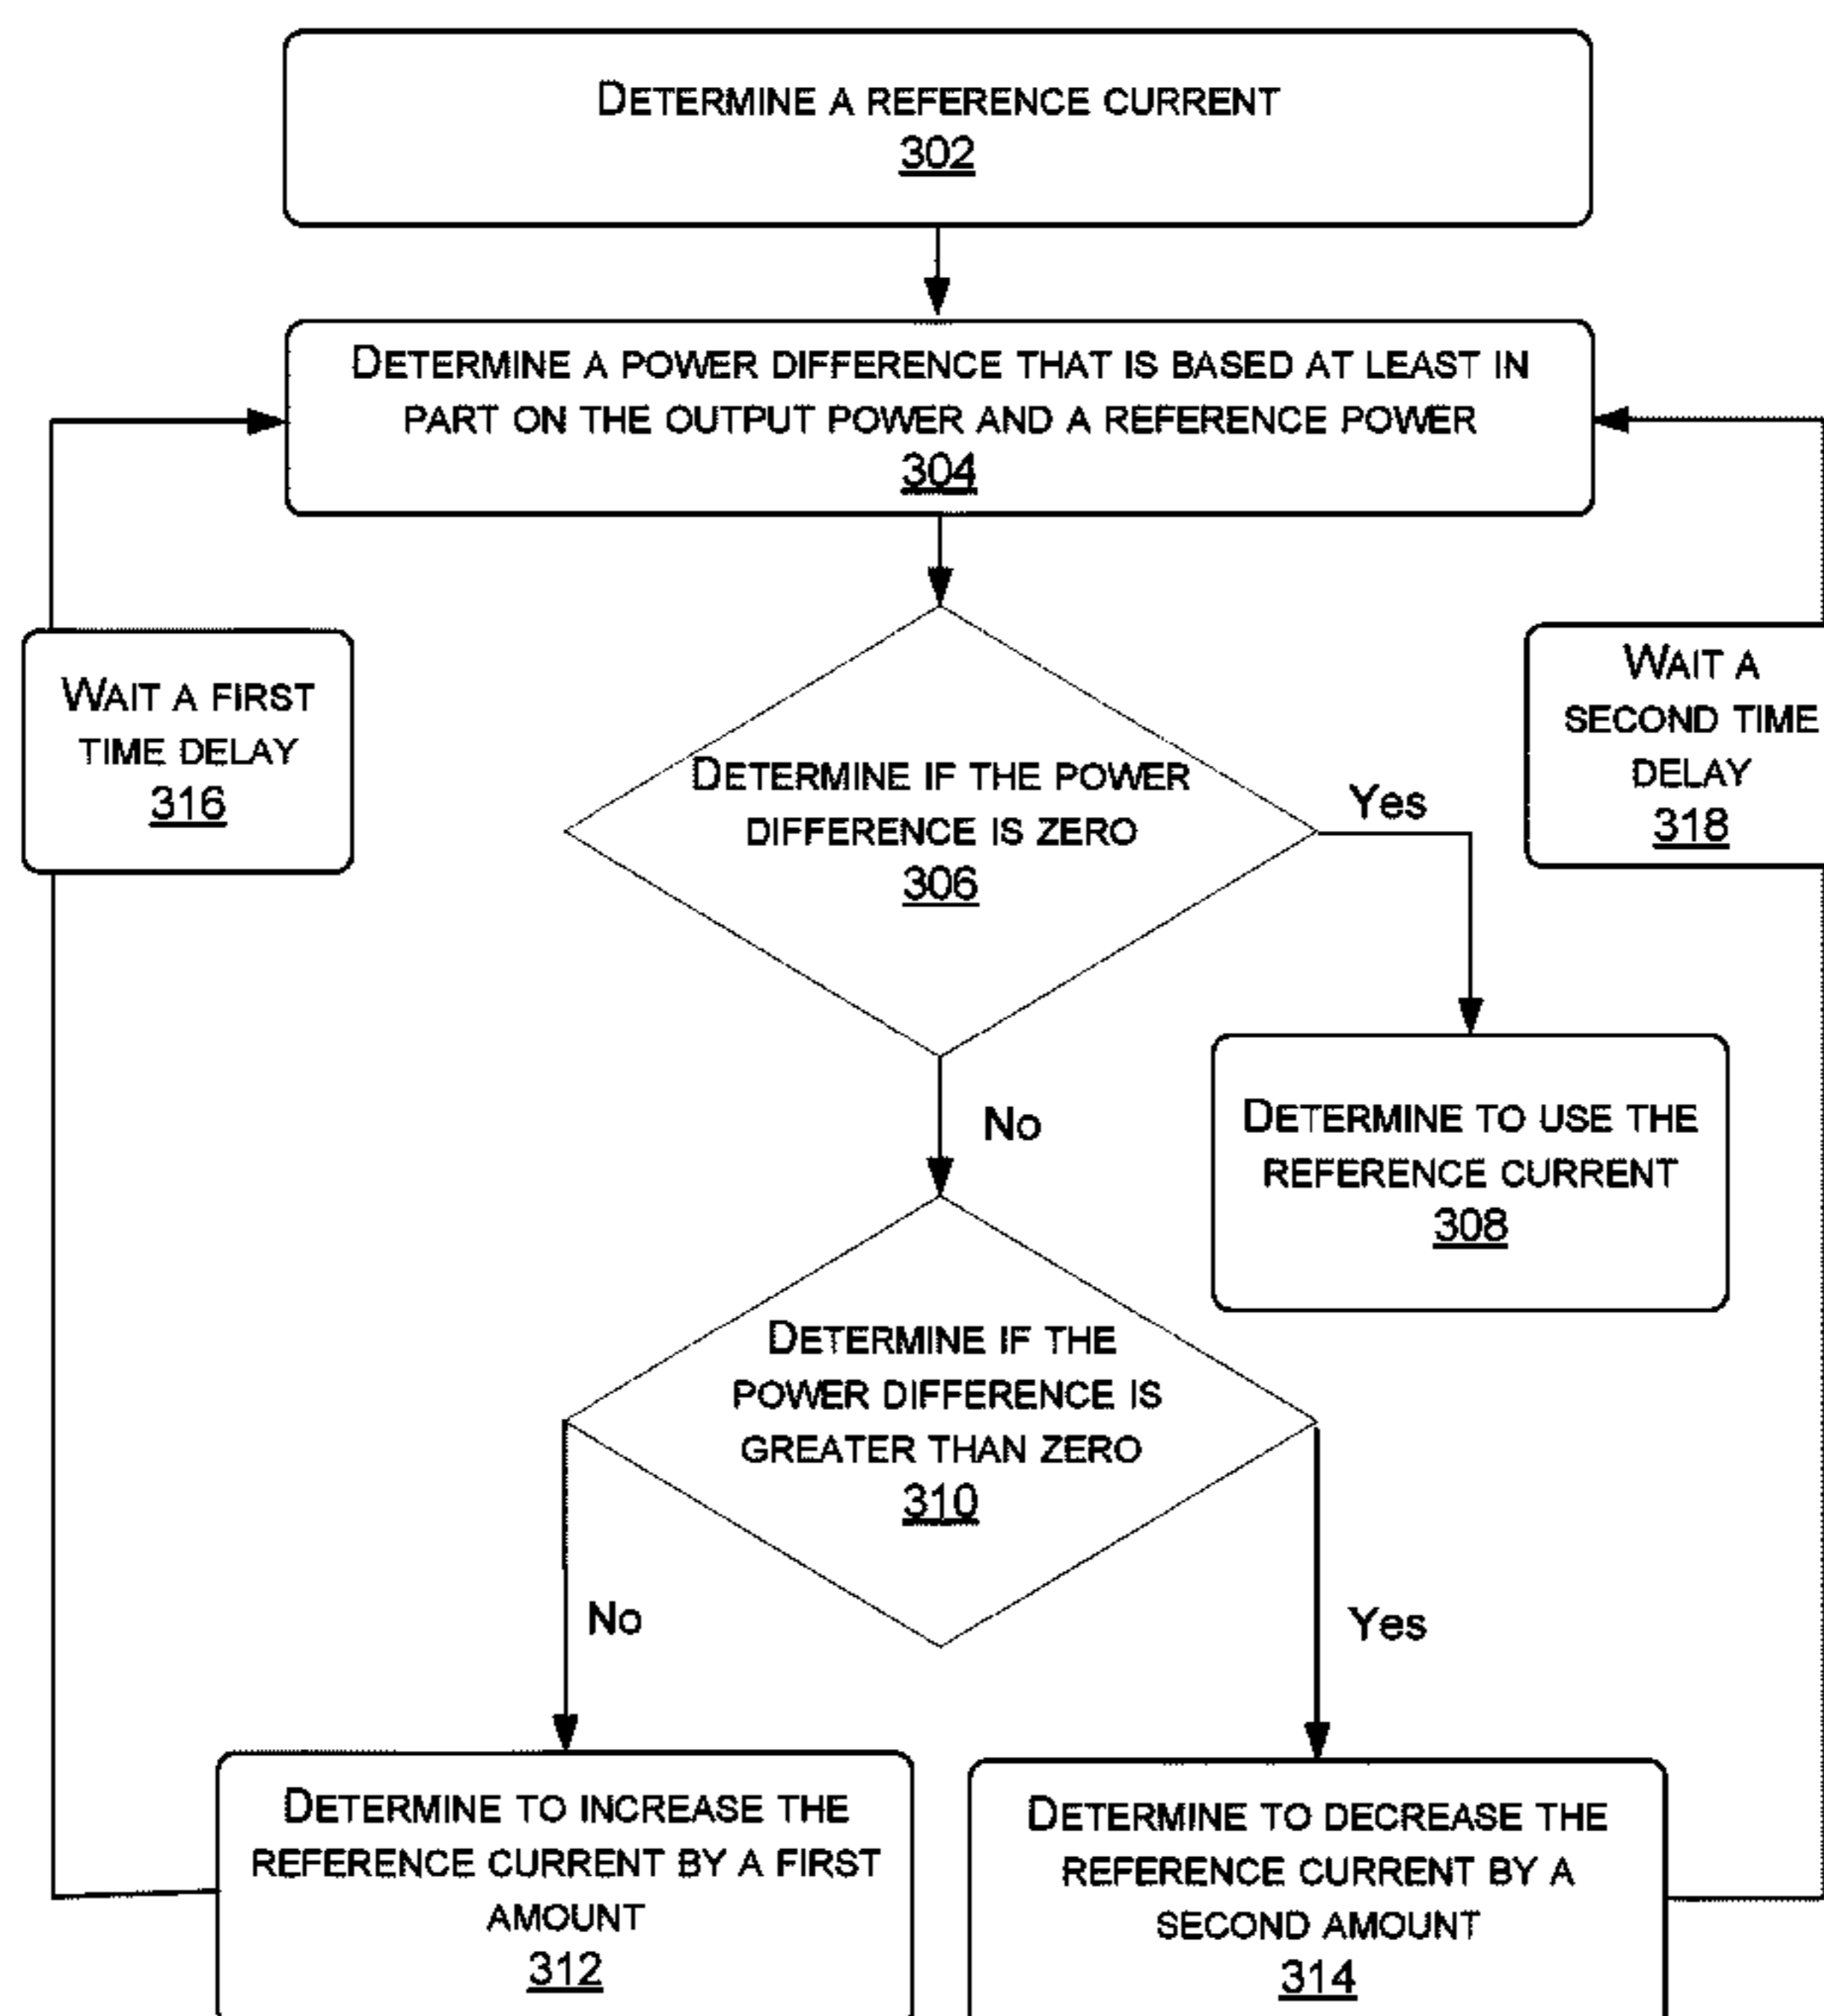 DETERMINE A REFERENCE CURRENT
302
DETERMINE A POWER DIFFERENCE THAT IS BASED AT LEAST IN
PART ON THE OUTPUT POWER AND A REFERENCE POWER
304
WAIT A FIRST
TIME DELAY
316
WAIT A
SECOND TIME
DELAY
318
DETERMINE IF THE POWER
DIFFERENCE IS ZERO
306
Yes
No
DETERMINE TO USE THE
REFERENCE CURRENT
308
DETERMINE IF THE
POWER DIFFERENCE IS
GREATER THAN ZERO
310
No
Yes
DETERMINE TO INCREASE THE
REFERENCE CURRENT BY A FIRST
AMOUNT
312
DETERMINE TO DECREASE THE
REFERENCE CURRENT BY A
SECOND AMOUNT
314